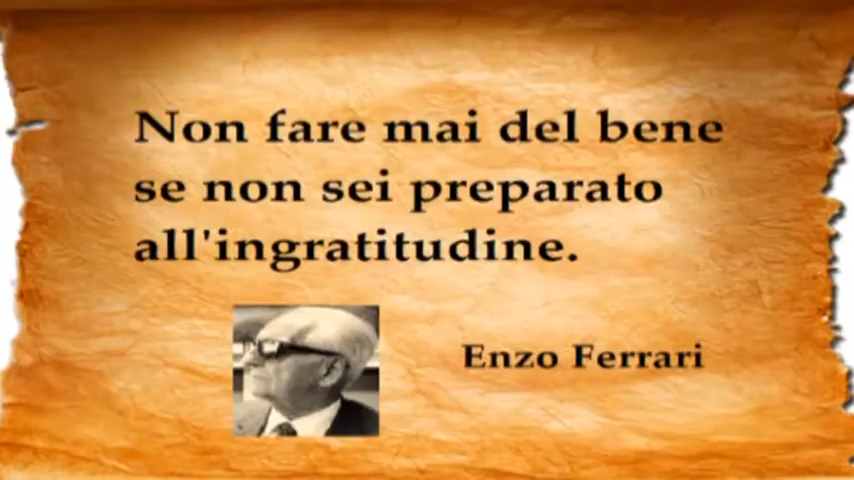 Non fare mai del bene
se non sei preparato
all'ingratitudine.
Enzo Ferrari